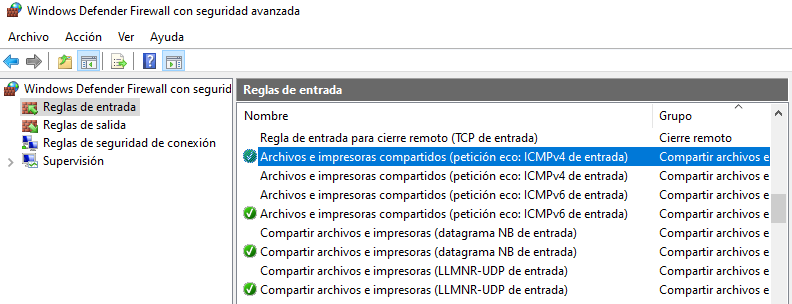 Windows Defender Firewall con seguridad avanzada
Archivo Acción Ver Ayuda
Windows Defender Firewall con segurid
Reglas de entrada
Reglas de salida
Reglas de seguridad de conexión
Supervisión
Reglas de entrada
Nombre Grupo
Regla de entrada para cierre remoto (TCP de entrada) Cierre remoto
Archivos e impresoras compartidos (petición eco: ICMPv4 de entrada) Compartir archivos e
Archivos e impresoras compartidos (petición eco: ICMPv4 de entrada) Compartir archivos e
Archivos e impresoras compartidos (petición eco: ICMPv6 de entrada) Compartir archivos e
Archivos e impresoras compartidos (petición eco: ICMPv6 de entrada) Compartir archivos e
Compartir archivos e impresoras (datagrama NB de entrada) Compartir archivos e
Compartir archivos e impresoras (datagrama NB de entrada) Compartir archivos e
Compartir archivos e impresoras (LLMNR-UDP de entrada) Compartir archivos e
Compartir archivos e impresoras (LLMNR-UDP de entrada) Compartir archivos e